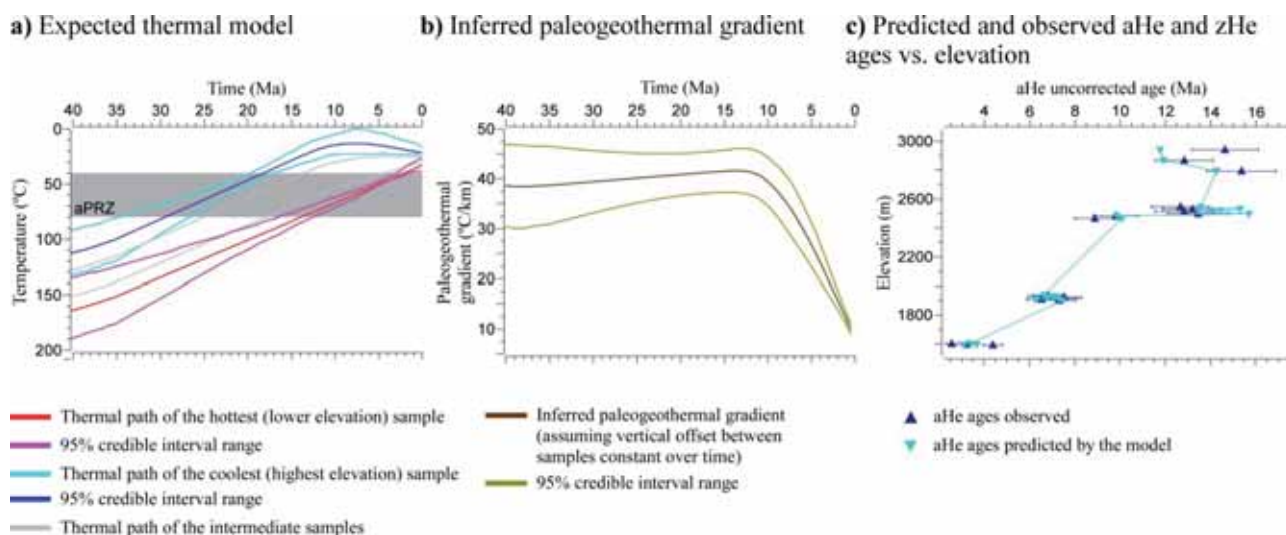 a) Expected thermal model
Time (Ma)
40 35 30 25 20 15 10 5 0
0
50
100
150
200
Temperature (°C)
aPRZ
Thermal path of the hottest (lower elevation) sample
95% credible interval range
Thermal path of the coolest (highest elevation) sample
95% credible interval range
Thermal path of the intermediate samples
b) Inferred paleogeothermal gradient
Time (Ma)
40 35 30 25 20 15 10 5 0
50
40
30
20
10
Paleogeothermal
gradient (°C/km)
Inferred paleogeothermal gradient
(assuming vertical offset between
samples constant over time)
95% credible interval range
c) Predicted and observed aHe and zHe
ages vs. elevation
aHe uncorrected age (Ma)
4 6 8 10 12 14 16
3000
2600
2200
1800
Elevation (m)
aHe ages observed
aHe ages predicted by the model